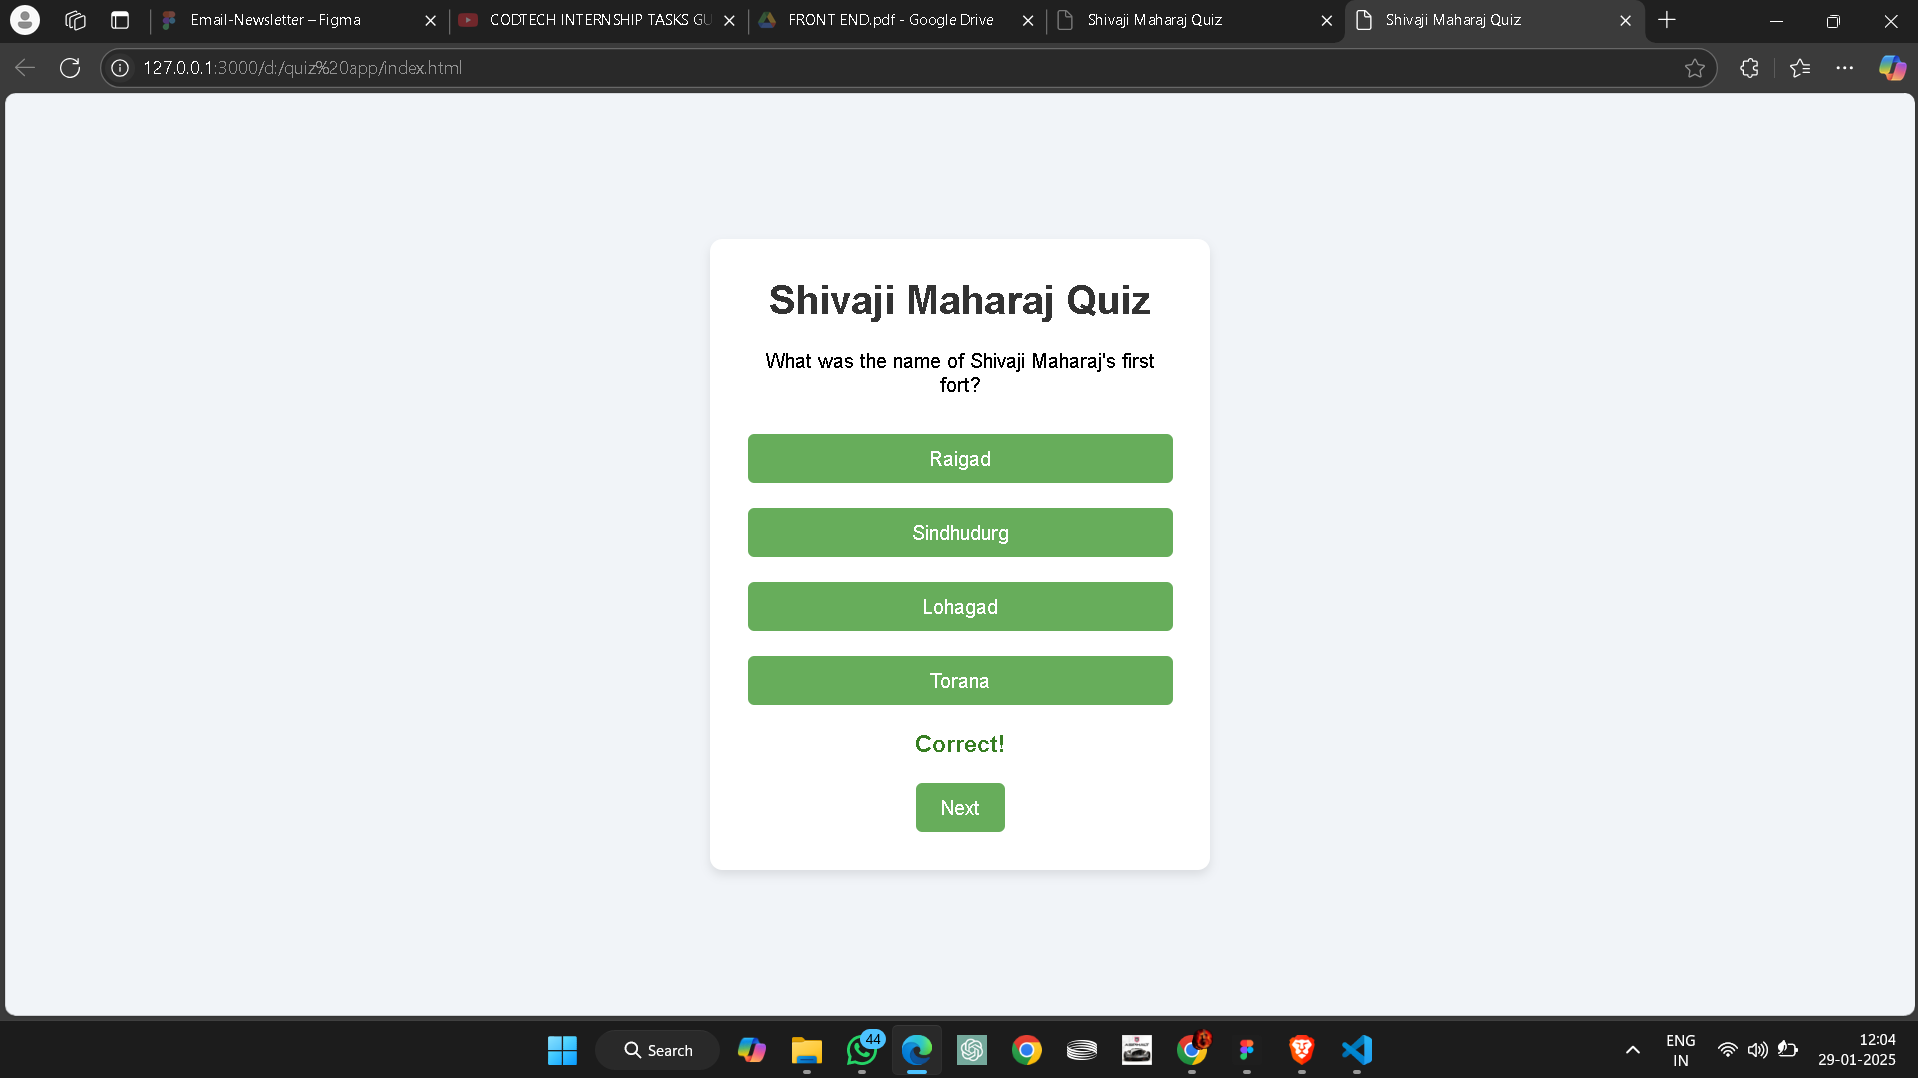 Email-Newsletter – Figma
CODTECH INTERNSHIP TASKS GU
FRONT END.pdf - Google Drive
Shivaji Maharaj Quiz
Shivaji Maharaj Quiz
127.0.0.1:3000/d:/quiz%20app/index.html
Shivaji Maharaj Quiz
What was the name of Shivaji Maharaj's first
fort?
Raigad
Sindhudurg
Lohagad
Torana
Correct!
Next
Search
44
ENG
IN
12:04
29-01-2025